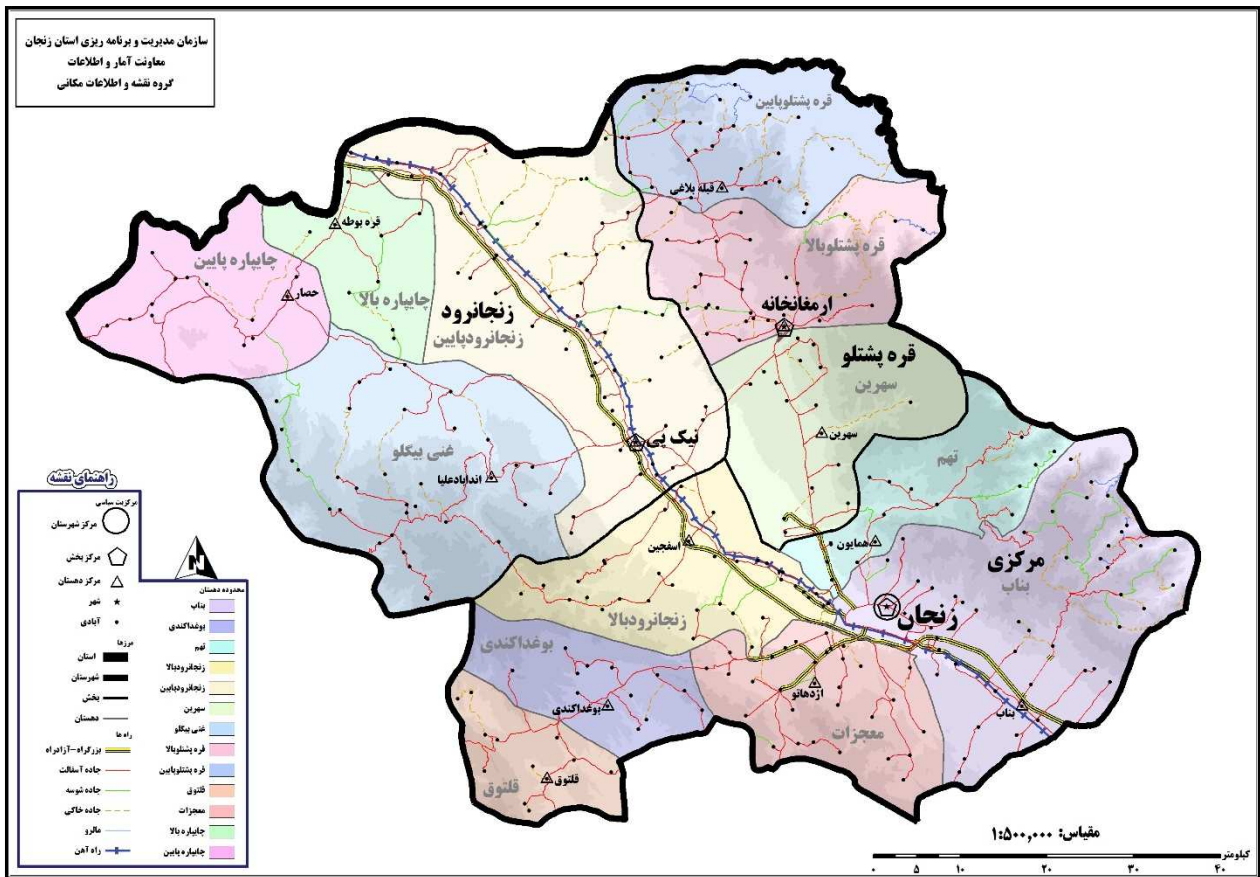 سازمان مدیریت و برنامه ریزی استان زنجان
معاونت آمار و اطلاعات
گروه نقشه و اطلاعات مکانی
قره پشتلوپایین
قبله بلاغی
قره پشتلوبالا
قره بوطه
چایپاره پایین
حصار
چایپاره بالا
زنجانرود
زنجانرودپایین
ارمغانخانه
قره پشتلو
سهرین
سهرین
نیک پی
غنی بیگلو
اندابادعلیا
تهم
همایون
اسفجین
مرکزی
بناب
زنجان
زنجانرودبالا
بوغداکندی
بوغداکندی
اژدهاتو
بناب
معجزات
قلتوق
قلتوق
راهنمای نقشه
مرکزیت سیاسی
مرکز شهرستان
مرکز بخش
مرکز دهستان
شهر
آبادی
مرزها
استان
شهرستان
بخش
دهستان
راه ها
بزرگراه-آزادراه
جاده آسفالت
جاده شوسه
جاده خاکی
مالرو
راه آهن
N
محدوده دهستان
بناب
بوغداکندی
تهم
زنجانرودبالا
زنجانرودپایین
سهرین
غنی بیگلو
قره پشتلوبالا
قره پشتلوپایین
قلتوق
معجزات
چایپاره بالا
چایپاره پایین
مقیاس: ۱:۵۰۰,۰۰۰
کیلومتر
۰ ۵ ۱۰ ۲۰ ۳۰ ۴۰